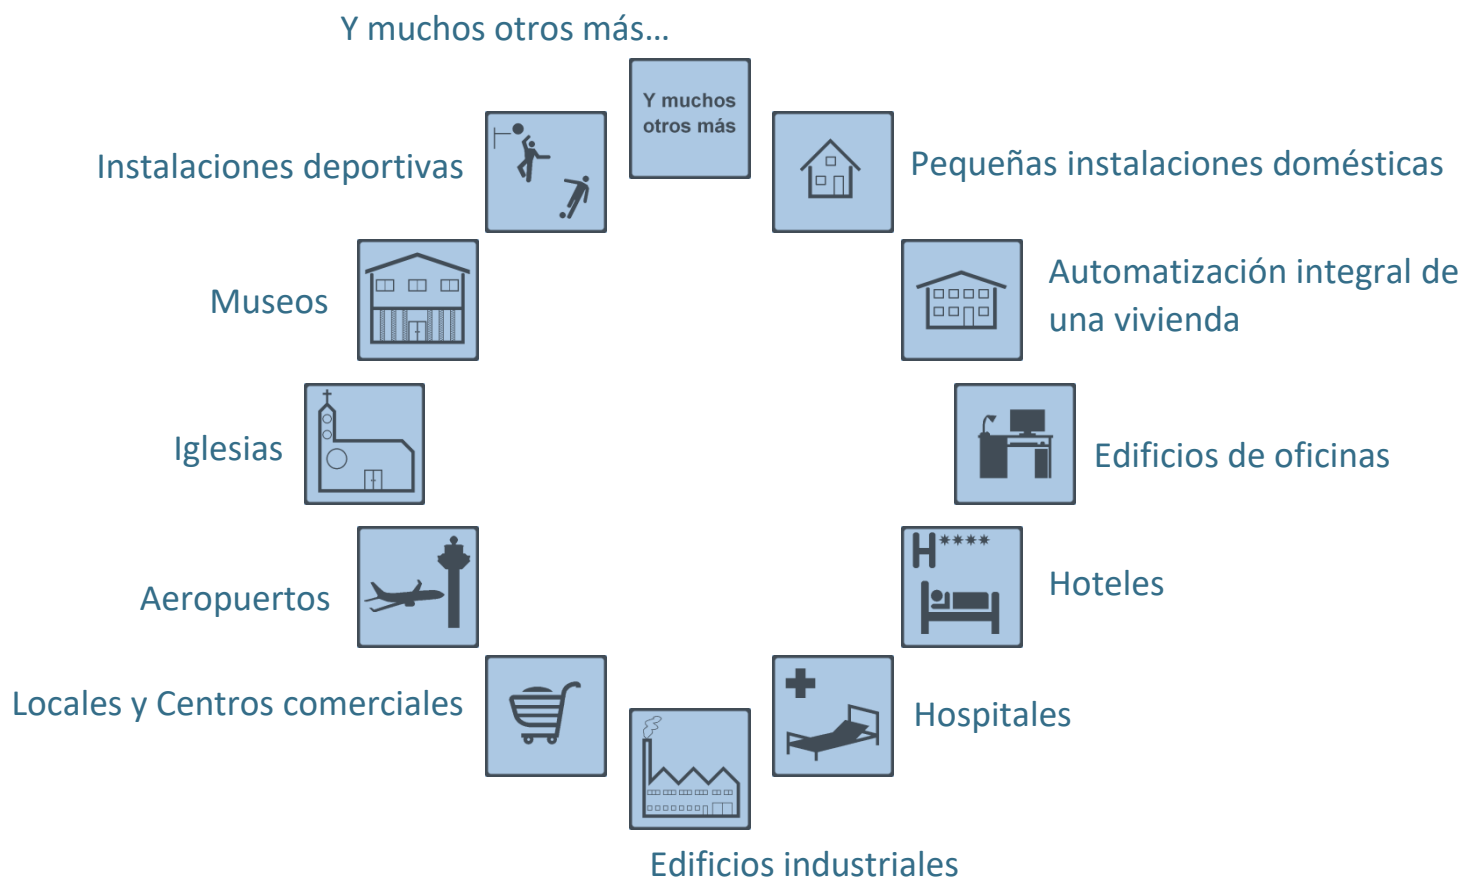 Y muchos otros más…
Y muchos
otros más
Instalaciones deportivas
Pequeñas instalaciones domésticas
Museos
Automatización integral de
una vivienda
Iglesias
Edificios de oficinas
H****
Aeropuertos
Hoteles
Locales y Centros comerciales
Hospitales
Edificios industriales